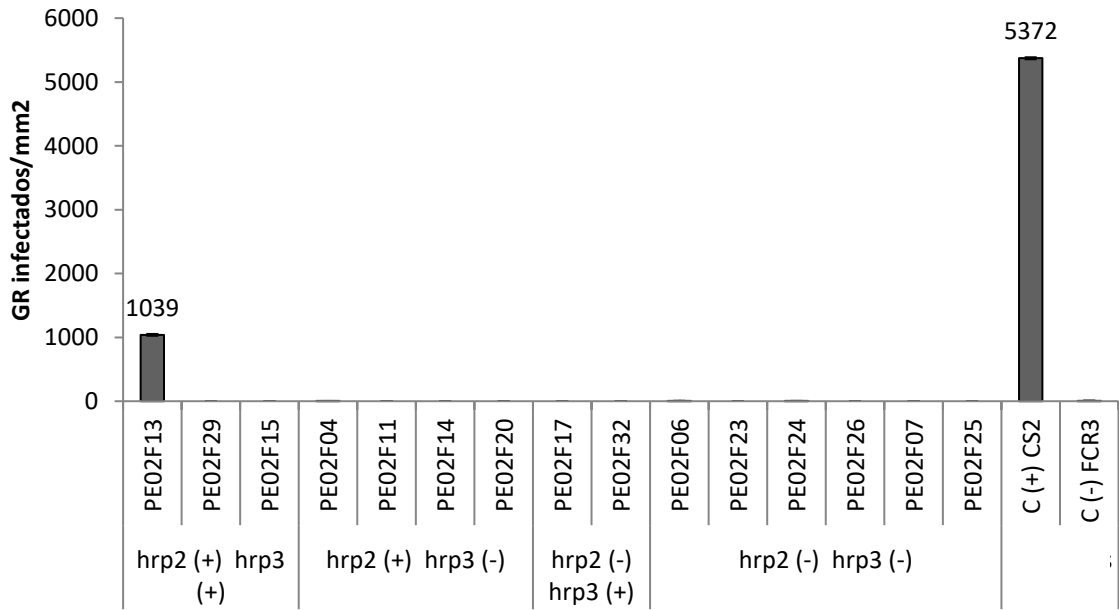 GR infectados/mm2
6000
5000
4000
3000
2000
1000
0
1039
5372
PE02F13
PE02F29
PE02F15
PE02F04
PE02F11
PE02F14
PE02F20
PE02F17
PE02F32
PE02F06
PE02F23
PE02F24
PE02F26
PE02F07
PE02F25
C (+) CS2
C (-) FCR3
hrp2 (+) hrp3
(+)
hrp2 (+) hrp3 (-)
hrp2 (-)
hrp3 (+)
hrp2 (-) hrp3 (-)